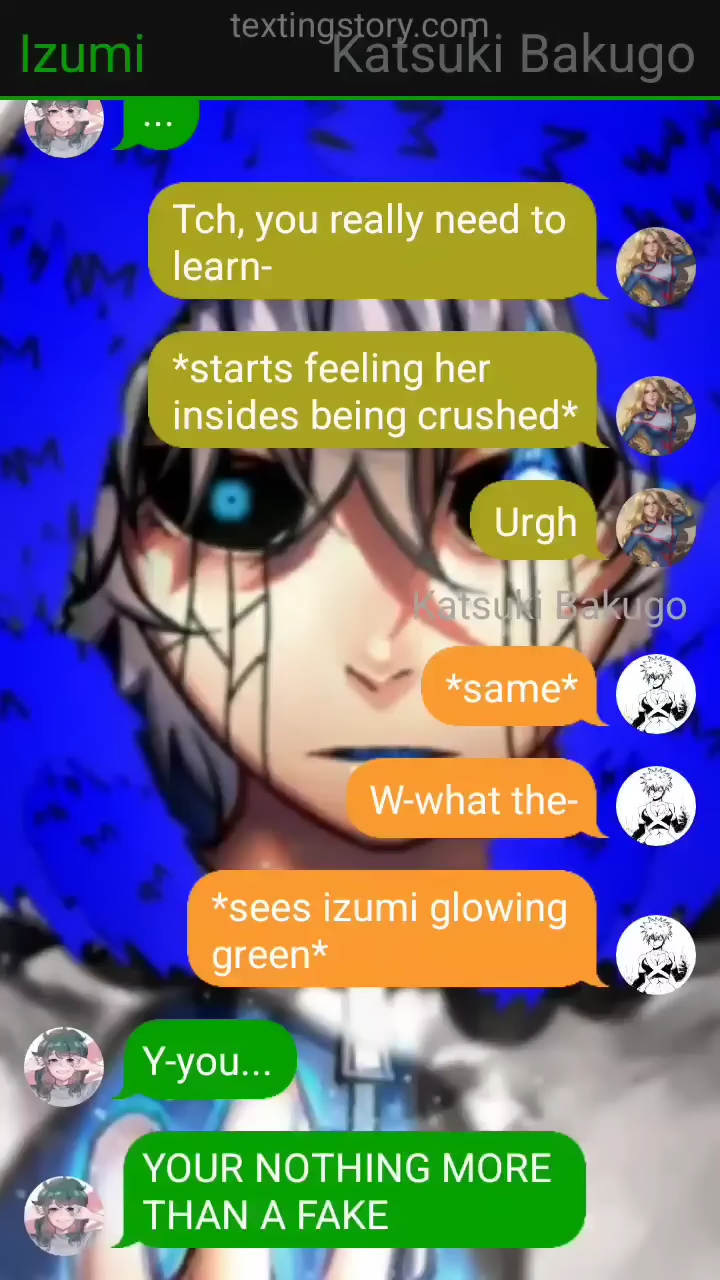 textingstory.com
Izumi
Katsuki Bakugo
...
Tch, you really need to
learn-
*starts feeling her
insides being crushed*
Urgh
Katsuki Bakugo
*same*
W-what the-
*sees izumi glowing
green*
Y-you...
YOUR NOTHING MORE
THAN A FAKE